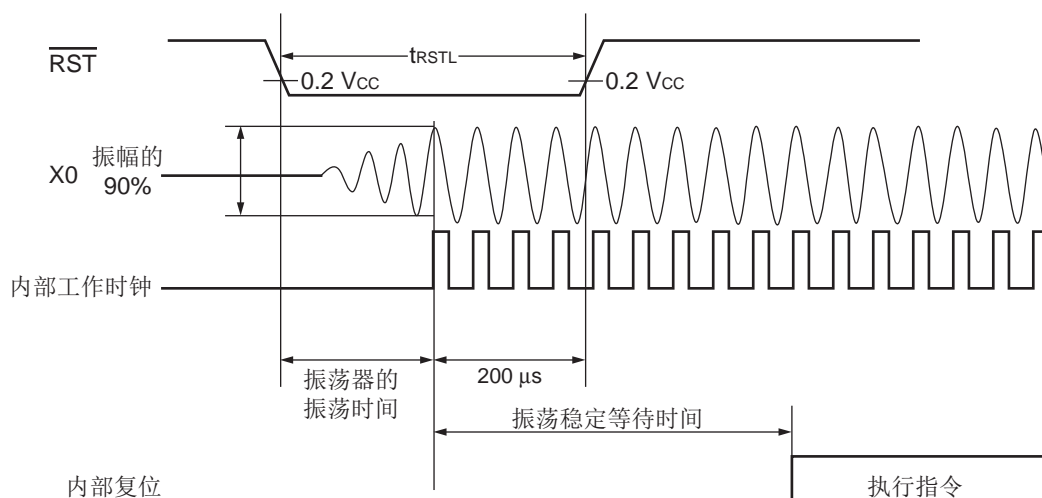 RST
tRSTL
0.2 VCC
0.2 VCC
X0
振幅的
90%
内部工作时钟
振荡器的
振荡时间
200 μs
振荡稳定等待时间
内部复位
执行指令